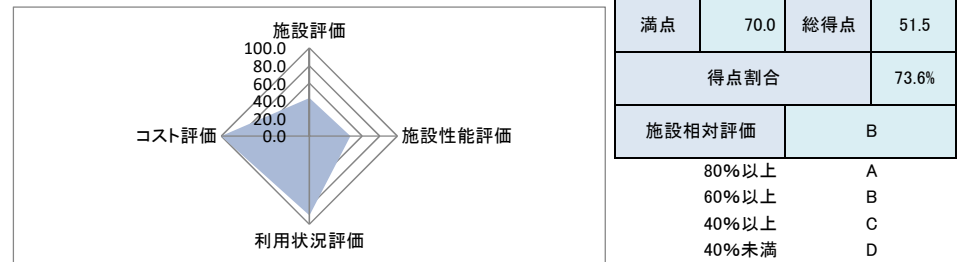 施設評価
100.0
80.0
60.0
40.0
20.0
0.0
コスト評価
施設性能評価
利用状況評価
満点 70.0 総得点 51.5
得点割合 73.6%
施設相対評価 B
80%以上 A
60%以上 B
40%以上 C
40%未満 D